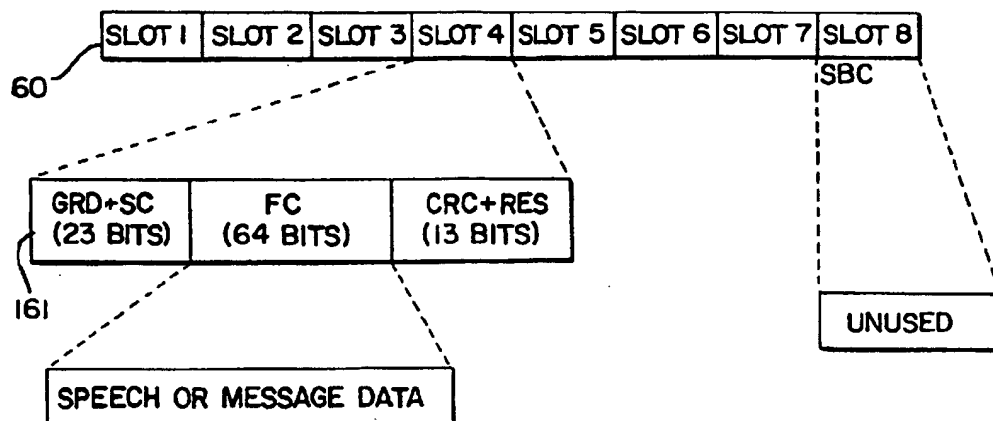 SLOT 1 SLOT 2 SLOT 3 SLOT 4 SLOT 5 SLOT 6 SLOT 7 SLOT 8
60
SBC
GRD+SC FC CRC+RES
(23 BITS) (64 BITS) (13 BITS)
161
UNUSED
SPEECH OR MESSAGE DATA